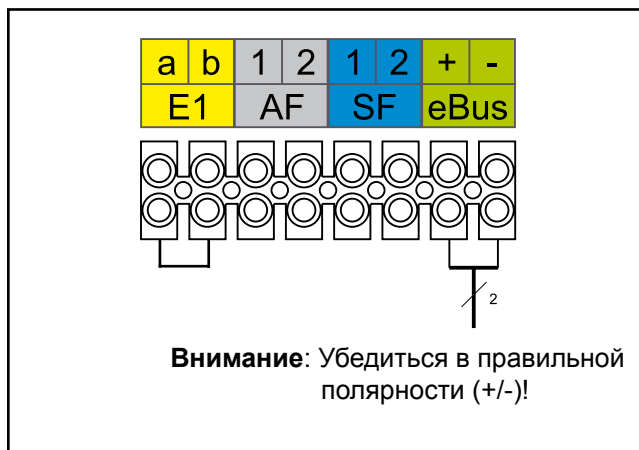 a b 1 2 1 2 + -
E1 AF SF eBus
2
Внимание: Убедиться в правильной
полярности (+/-)!